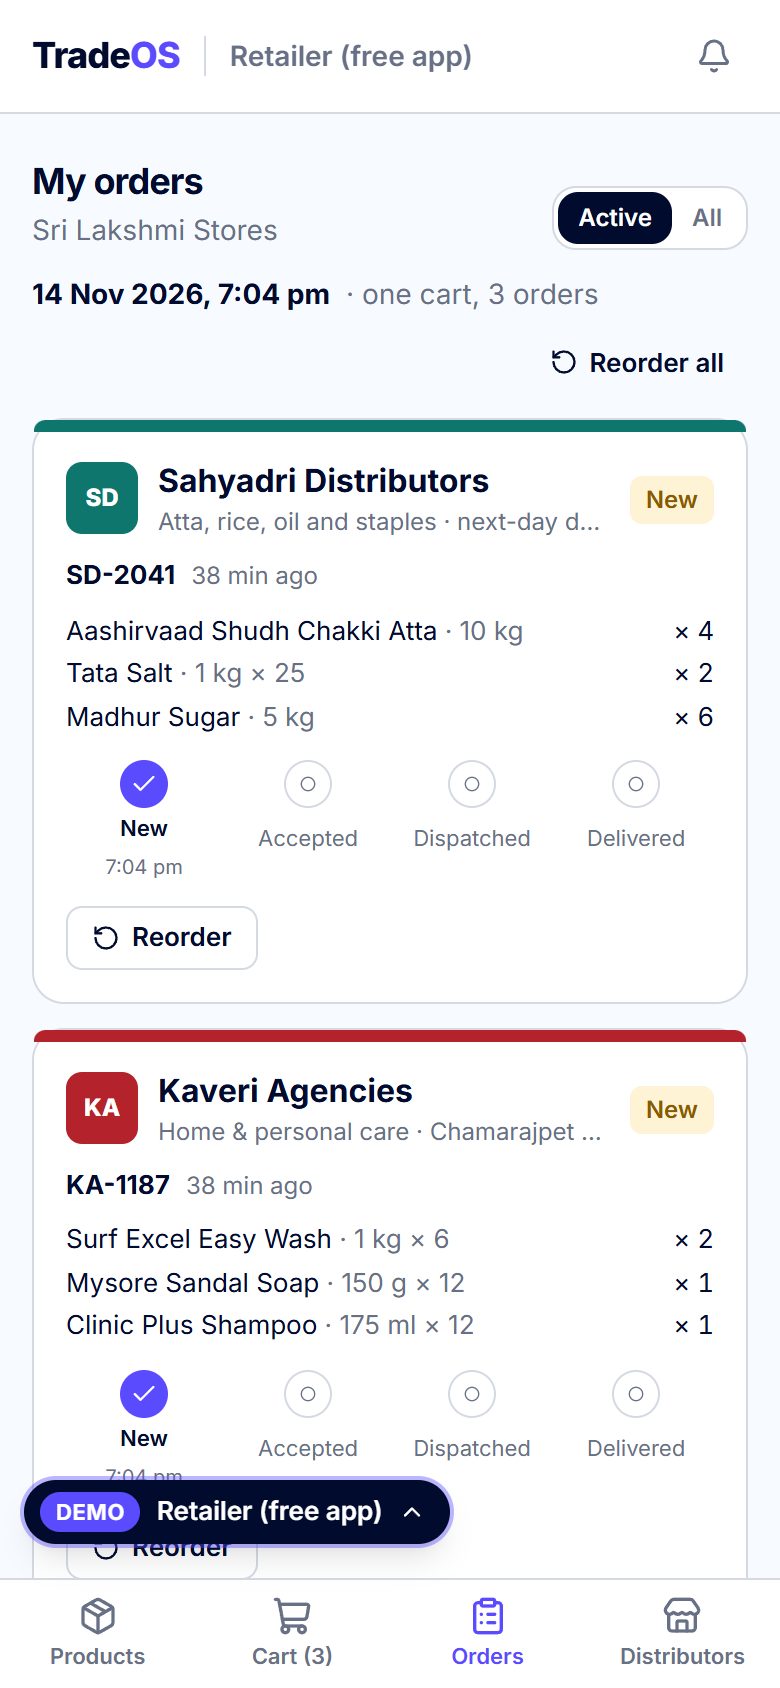 TradeOS Retailer (free app)
My orders
Sri Lakshmi Stores
Active All
14 Nov 2026, 7:04 pm · one cart, 3 orders
Reorder all
SD Sahyadri Distributors New
Atta, rice, oil and staples · next-day d...
SD-2041 38 min ago
Aashirvaad Shudh Chakki Atta · 10 kg × 4
Tata Salt · 1 kg × 25 × 2
Madhur Sugar · 5 kg × 6
New Accepted Dispatched Delivered
7:04 pm
Reorder
KA Kaveri Agencies New
Home & personal care · Chamarajpet ...
KA-1187 38 min ago
Surf Excel Easy Wash · 1 kg × 6 × 2
Mysore Sandal Soap · 150 g × 12 × 1
Clinic Plus Shampoo · 175 ml × 12 × 1
New Accepted Dispatched Delivered
7:04 pm
DEMO Retailer (free app)
Reorder
Products Cart (3) Orders Distributors